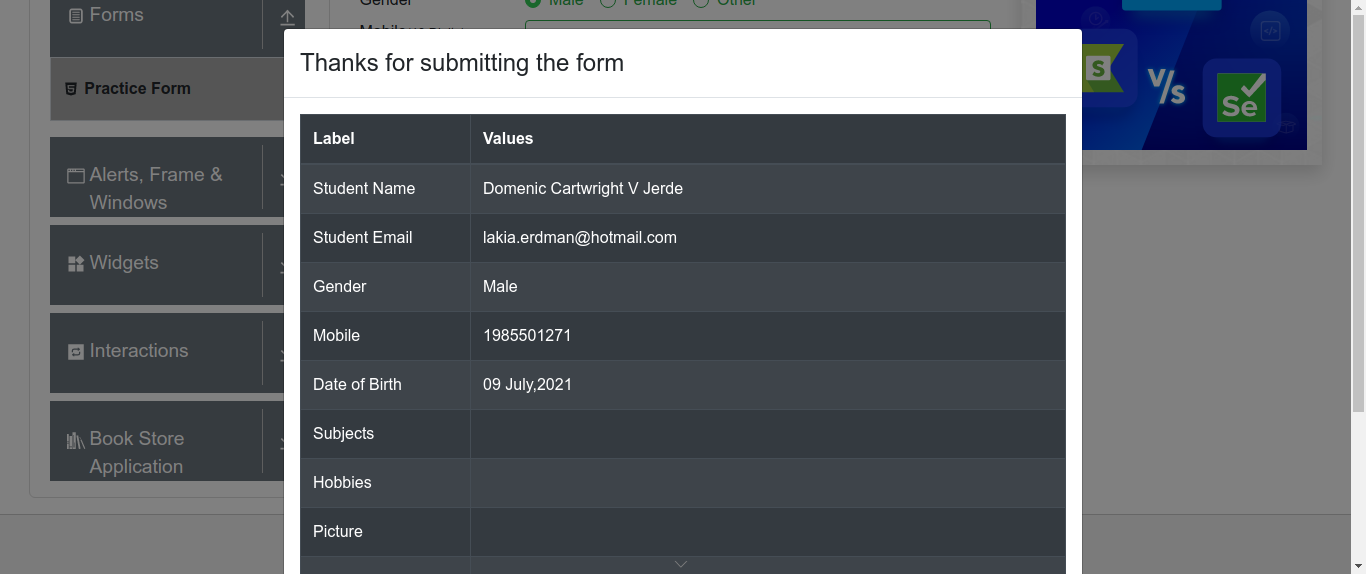 Forms
Practice Form
Alerts, Frame &
Windows
Widgets
Interactions
Book Store
Application
Gender
Male
Female
Other
Thanks for submitting the form
Label Values
Student Name Domenic Cartwright V Jerde
Student Email lakia.erdman@hotmail.com
Gender Male
Mobile 1985501271
Date of Birth 09 July,2021
Subjects
Hobbies
Picture
S
V/s
Se